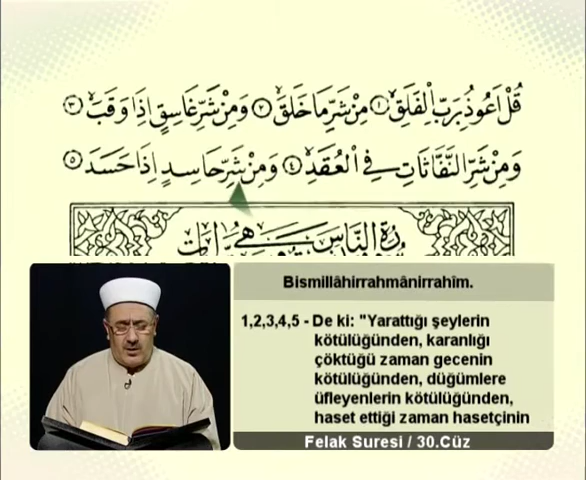 قُلْ اَعُوذُ بِرَبِّ الْفَلَقِۙ ﴿١﴾ مِنْ شَرِّ مَا خَلَقَۙ ﴿٢﴾ وَمِنْ شَرِّ غَاسِقٍ اِذَا وَقَبَۙ ﴿٣﴾
وَمِنْ شَرِّ النَّفَّاثَاتِ فِي الْعُقَدِۙ ﴿٤﴾ وَمِنْ شَرِّ حَاسِدٍ اِذَا حَسَدَ ﴿٥﴾
Bismillâhirrahmânirrahîm.
1,2,3,4,5 - De ki: "Yarattığı şeylerin
kötülüğünden, karanlığı
çöktüğü zaman gecenin
kötülüğünden, düğümlere
üfleyenlerin kötülüğünden,
haset ettiği zaman hasetçinin
Felak Suresi / 30.Cüz